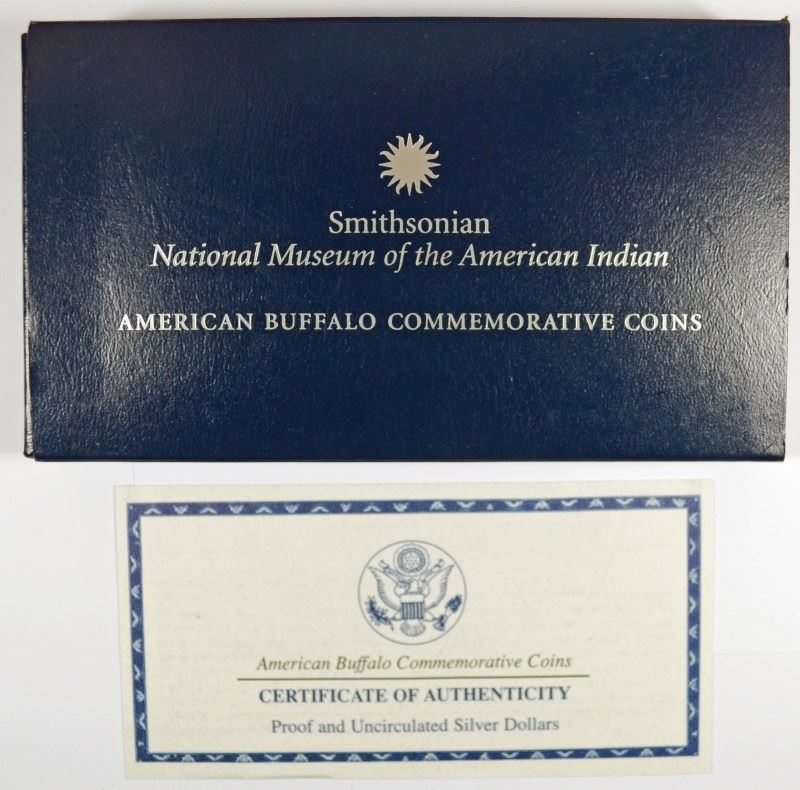 Smithsonian
National Museum of the American Indian
AMERICAN BUFFALO COMMEMORATIVE COINS
American Buffalo Commemorative Coins
CERTIFICATE OF AUTHENTICITY
Proof and Uncirculated Silver Dollars